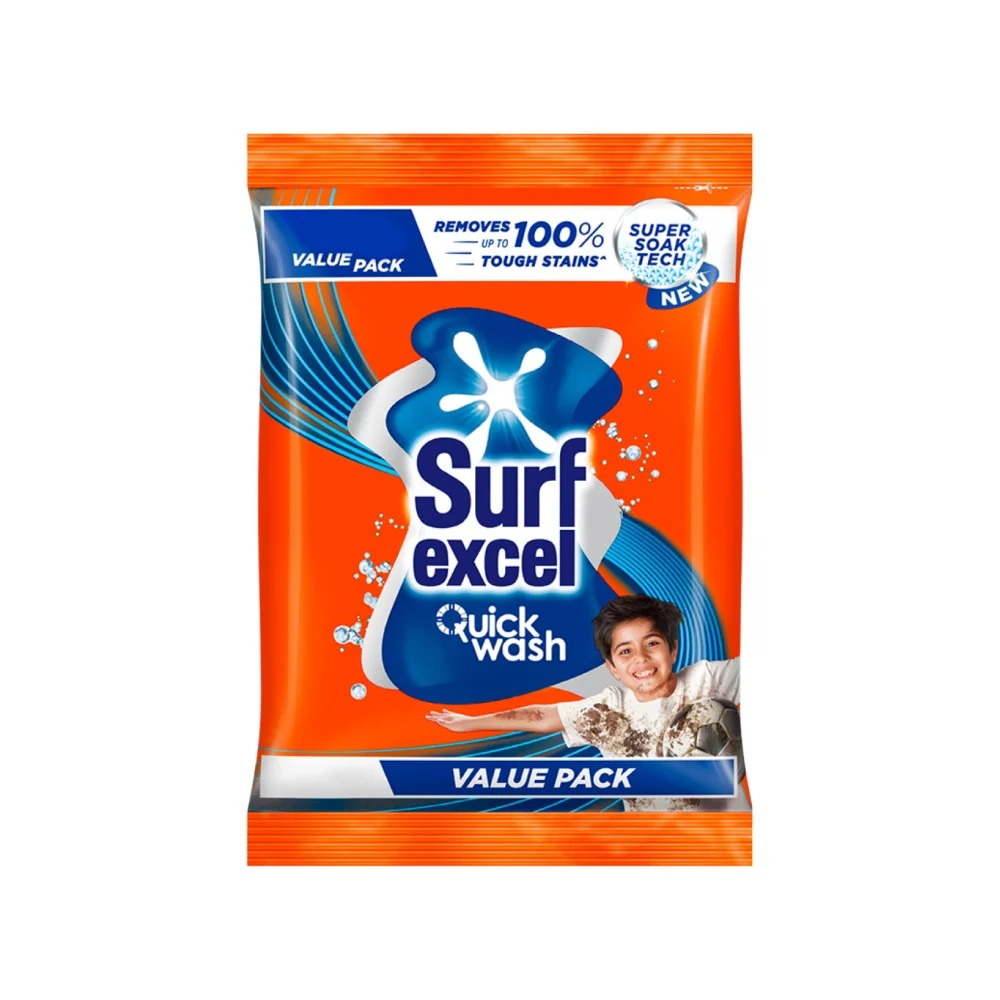 VALUE PACK
REMOVES
UP TO 100%
TOUGH STAINS^
SUPER
SOAK
TECH
NEW
Surf
excel
Quick
wash
VALUE PACK